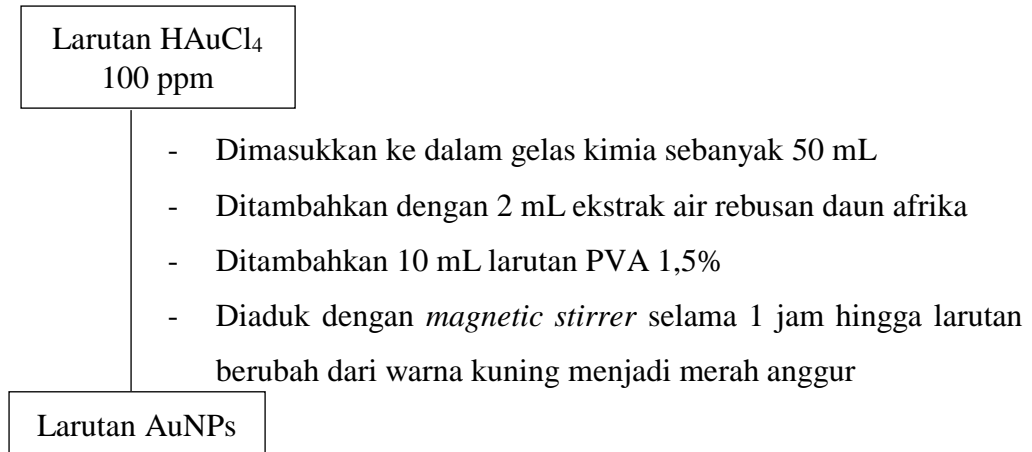 Larutan HAuCl₄
100 ppm
- Dimasukkan ke dalam gelas kimia sebanyak 50 mL
- Ditambahkan dengan 2 mL ekstrak air rebusan daun afrika
- Ditambahkan 10 mL larutan PVA 1,5%
- Diaduk dengan magnetic stirrer selama 1 jam hingga larutan
berubah dari warna kuning menjadi merah anggur
Larutan AuNPs